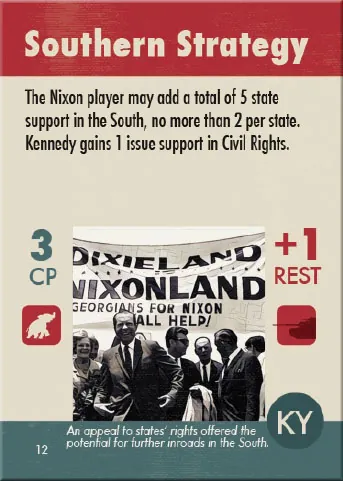 Southern Strategy
The Nixon player may add a total of 5 state
support in the South, no more than 2 per state.
Kennedy gains 1 issue support in Civil Rights.
3
CP
+1
REST
DIXIELAND
NIXONLAND
GEORGIANS FOR NIXON
ALL HELP!
KY
An appeal to states' rights offered the
potential for further inroads in the South.
12